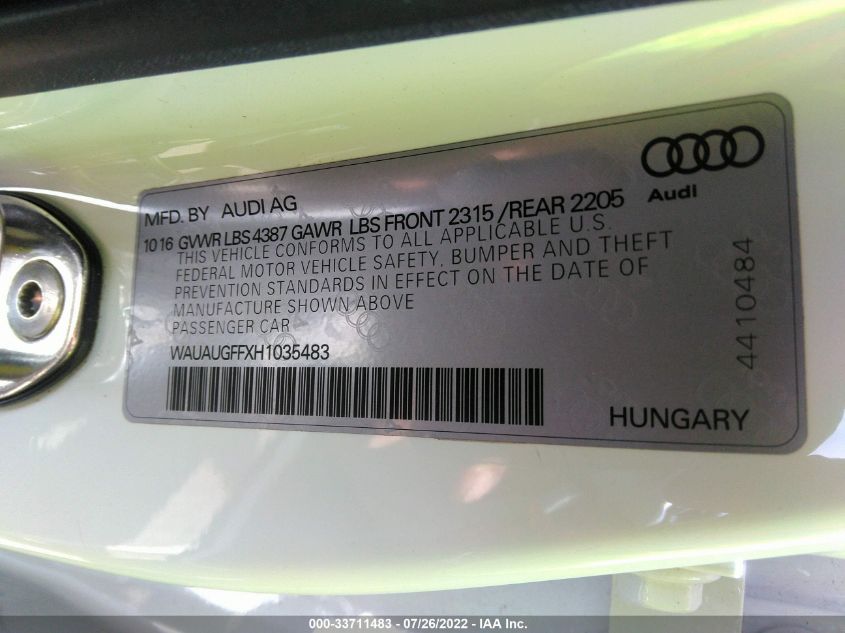 MFD. BY AUDI AG
10 16 GVWR LBS 4387 GAWR LBS FRONT 2315 /REAR 2205
THIS VEHICLE CONFORMS TO ALL APPLICABLE U.S.
FEDERAL MOTOR VEHICLE SAFETY, BUMPER AND THEFT
PREVENTION STANDARDS IN EFFECT ON THE DATE OF
MANUFACTURE SHOWN ABOVE
PASSENGER CAR
WAUAUGFFXH1035483
Audi
4410484
HUNGARY
000-33711483 - 07/26/2022 - IAA Inc.